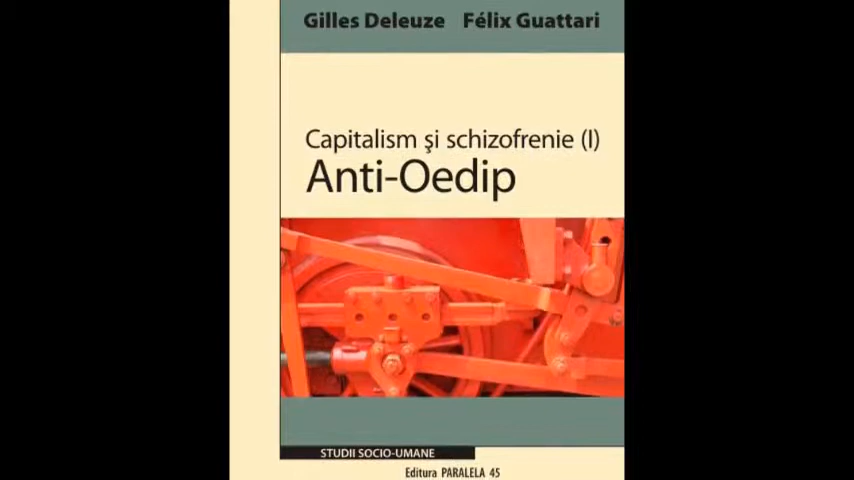 Gilles Deleuze Félix Guattari
Capitalism şi schizofrenie (I)
Anti-Oedip
STUDII SOCIO-UMANE
Editura PARALELA 45